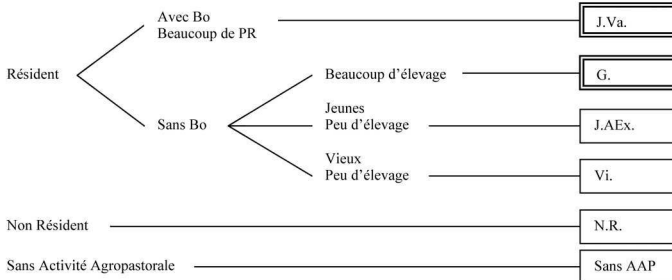 Avec Bo
Beaucoup de PR
J.Va.
Résident
Beaucoup d'élevage
G.
Jeunes
Sans Bo
Peu d'élevage
J.AEx.
Vieux
Peu d'élevage
Vi.
Non Résident
N.R.
Sans Activité Agropastorale
Sans AAP